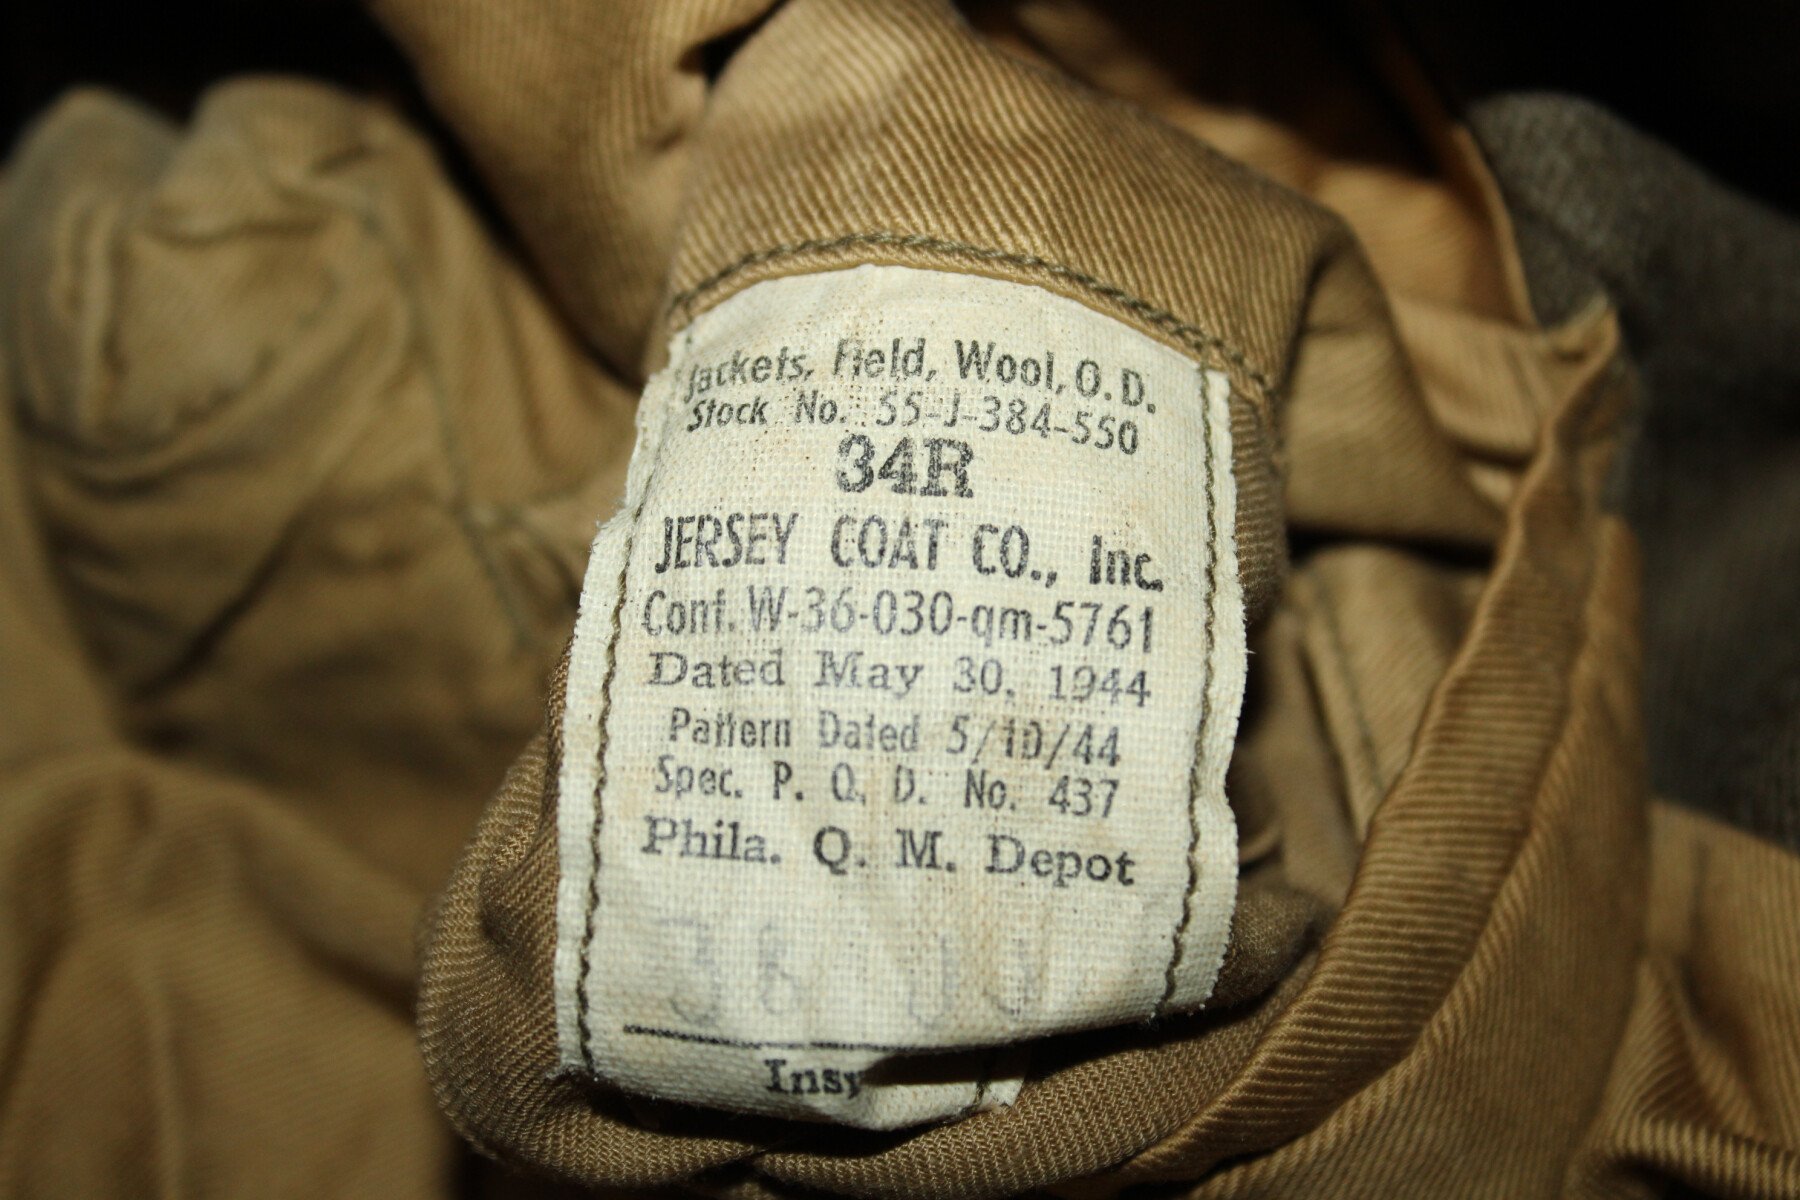 Jackets, Field, Wool, O.D.
Stock No. 55-J-384-550
34R
JERSEY COAT CO., Inc.
Cont. W-36-030-qm-5761
Dated May 30, 1944
Pattern Dated 5/10/44
Spec. P. Q. D. No. 437
Phila. Q. M. Depot